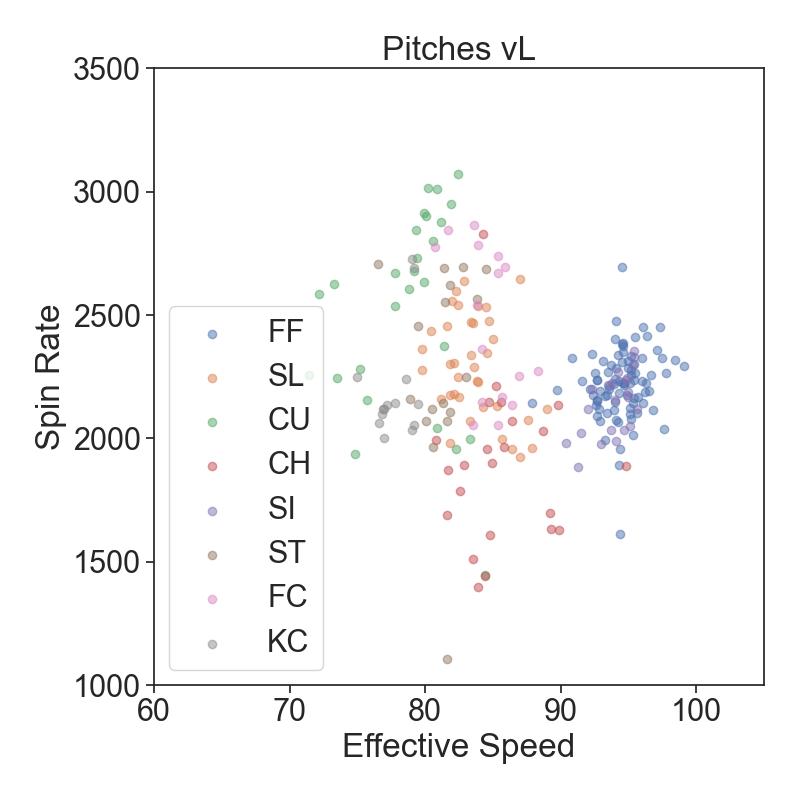 Pitches vL
3500
3000
2500
2000
1500
1000
Spin Rate
FF
SL
CU
CH
SI
ST
FC
KC
60 70 80 90 100
Effective Speed